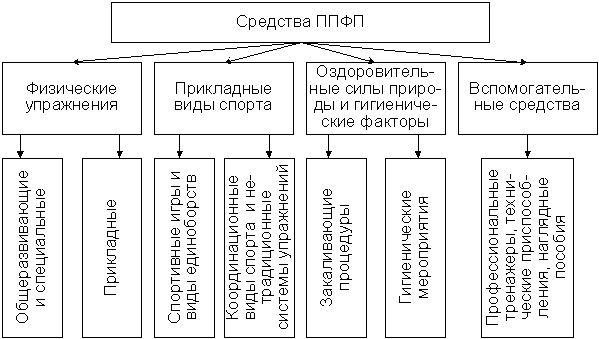 Средства ППФП
Физические
упражнения
Прикладные
виды спорта
Оздоровитель-
ные силы приро-
ды и гигиениче-
ские факторы
Вспомогатель-
ные средства
Общеразвивающие
и специальные
Прикладные
Спортивные игры и
виды единоборств
Координационные
виды спорта и не-
традиционные
системы упражнений
Закаливающие
процедуры
Гигиенические
мероприятия
Профессиональные
тренажеры, техни-
ческие приспособ-
ления, наглядные
пособия